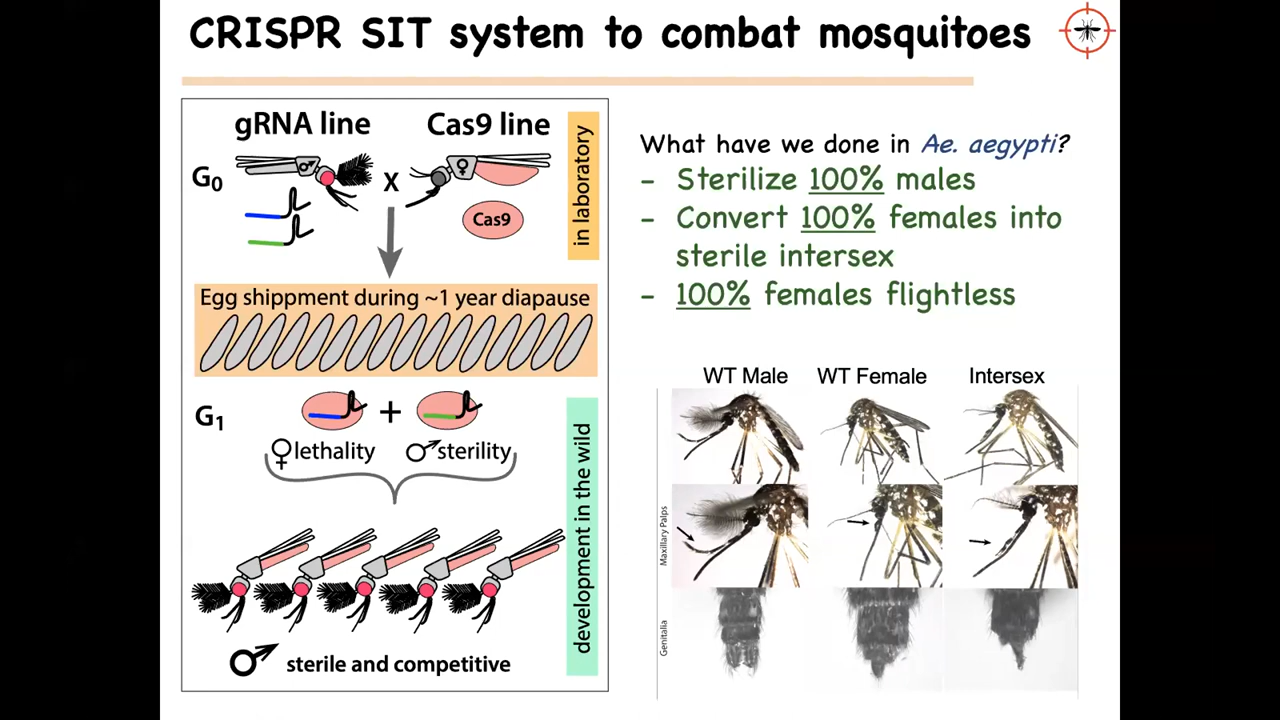 CRISPR SIT system to combat mosquitoes
gRNA line
Cas9 line
G0
X
Cas9
in laboratory
Egg shippment during ~1 year diapause
G1
+
♀lethality
♂sterility
development in the wild
♂ sterile and competitive
What have we done in Ae. aegypti?
- Sterilize 100% males
- Convert 100% females into
sterile intersex
- 100% females flightless
WT Male
WT Female
Intersex
Maxillary Palps
Genitalia